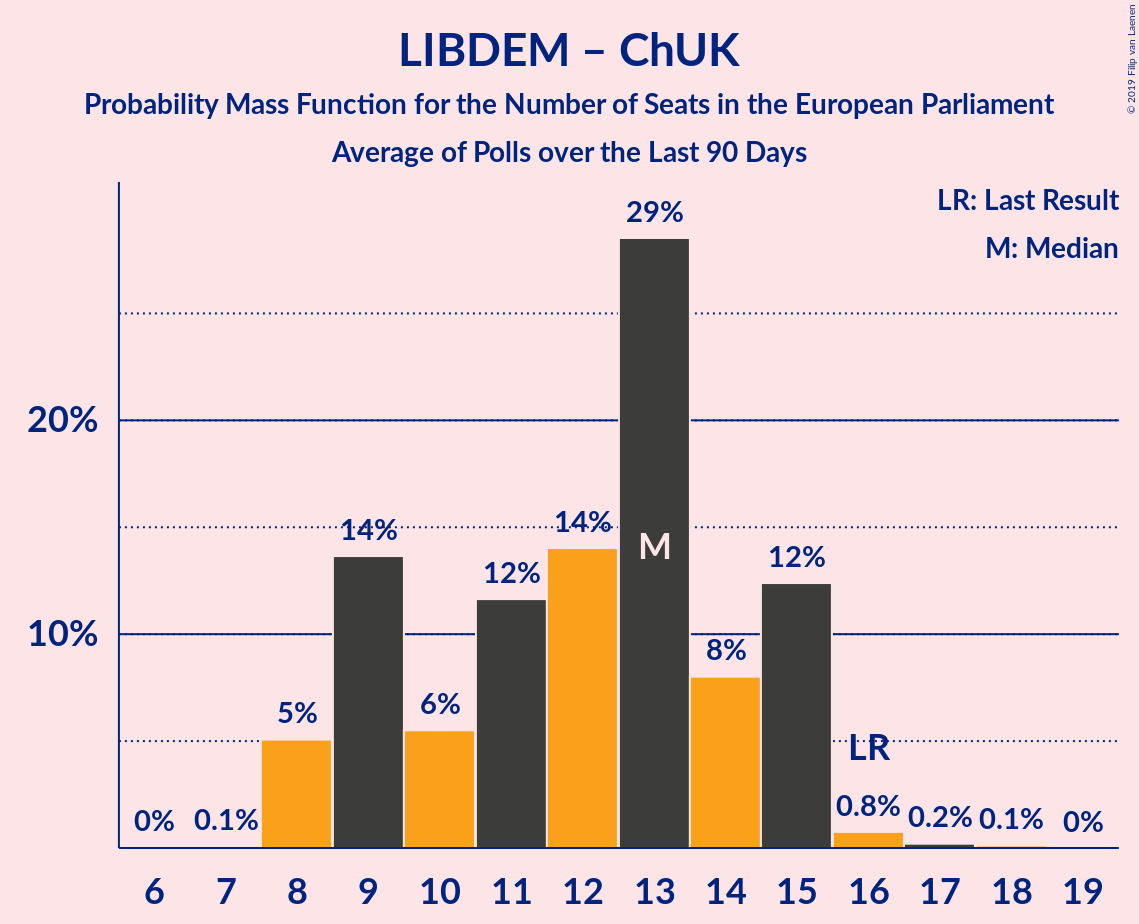 LIBDEM – ChUK
Probability Mass Function for the Number of Seats in the European Parliament
Average of Polls over the Last 90 Days
© 2019 Filip van Laenen
LR: Last Result
M: Median
29%
20%
14%
14%
M
12%
12%
10%
8%
6%
5%
LR
0%
0.1%
0.8%
0.2%
0.1%
0%
6 7 8 9 10 11 12 13 14 15 16 17 18 19